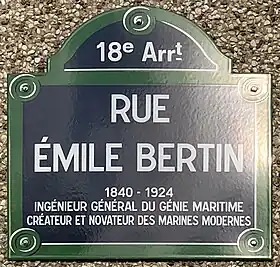 18e Arrt
RUE
ÉMILE BERTIN
1840 - 1924
INGÉNIEUR GÉNÉRAL DU GÉNIE MARITIME
CRÉATEUR ET NOVATEUR DES MARINES MODERNES